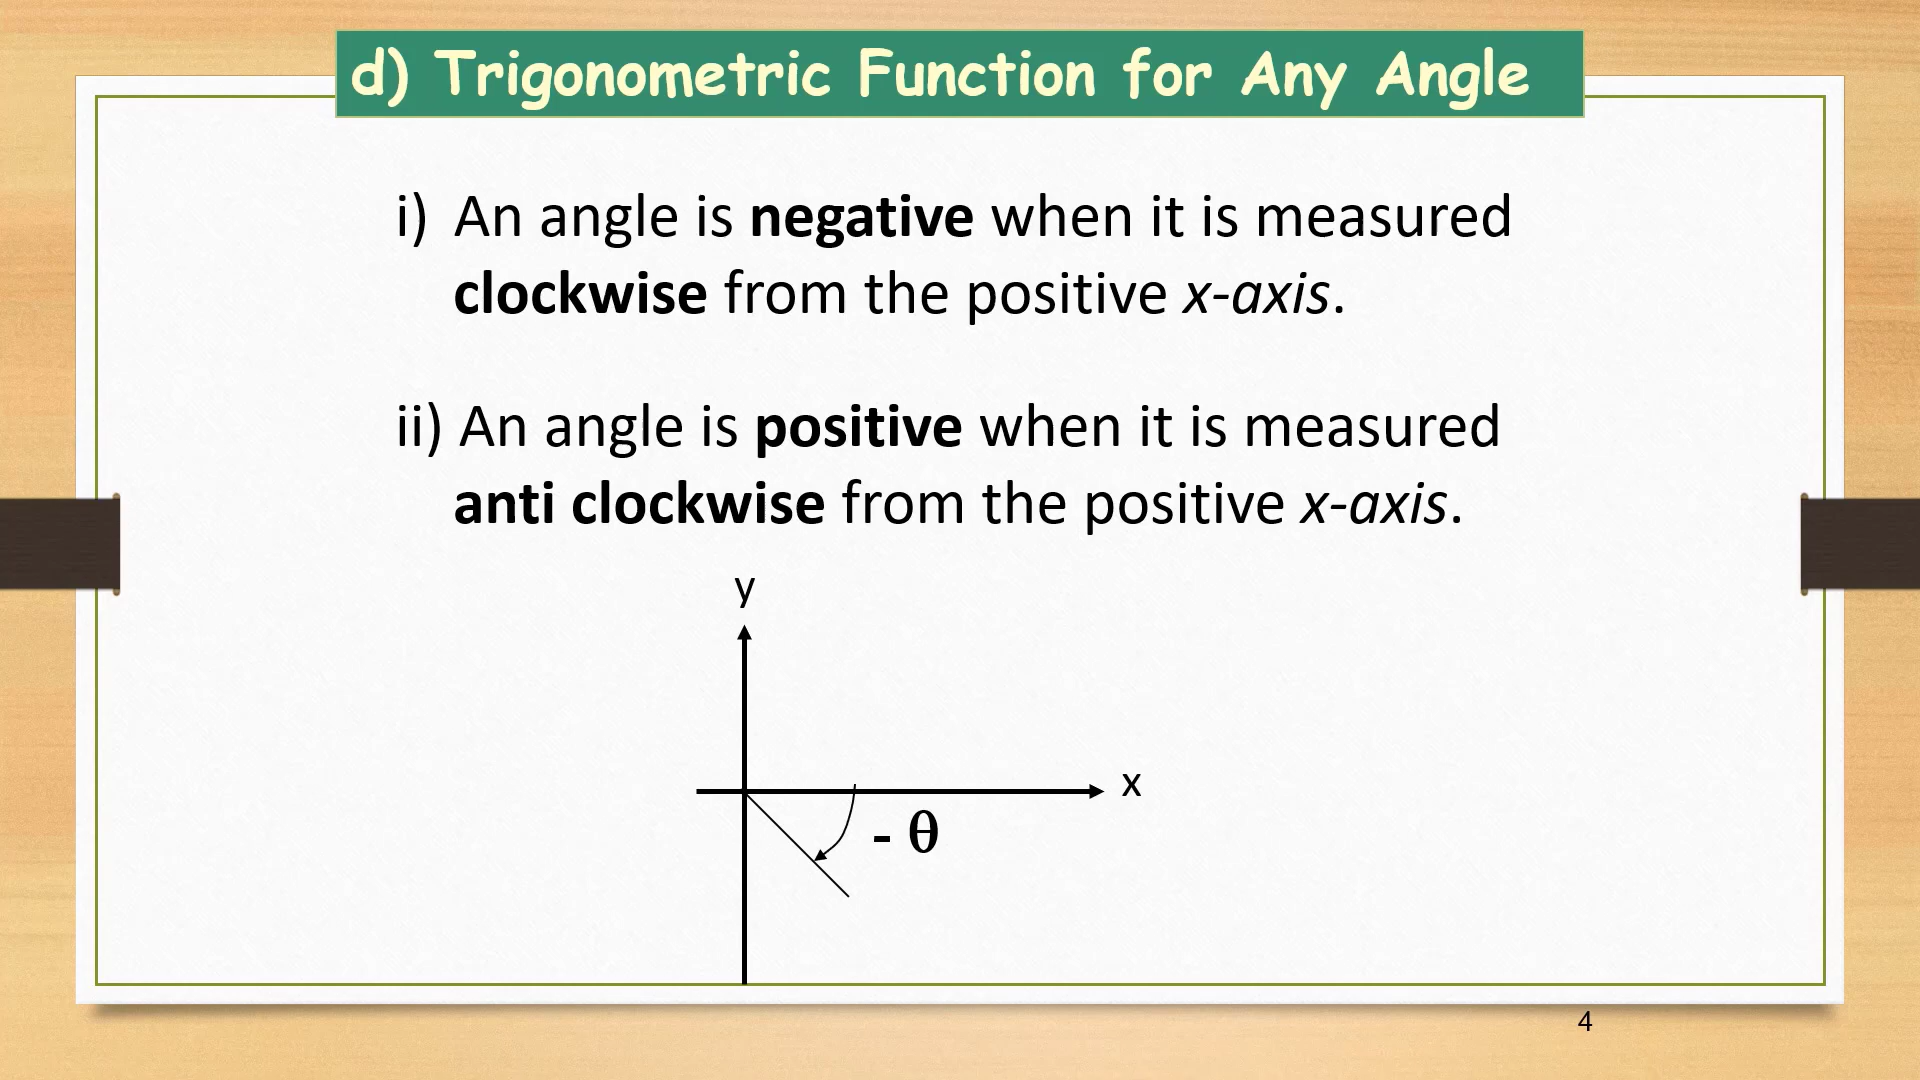 d) Trigonometric Function for Any Angle
i) An angle is negative when it is measured
clockwise from the positive x-axis.
ii) An angle is positive when it is measured
anti clockwise from the positive x-axis.
y
x
- θ
4